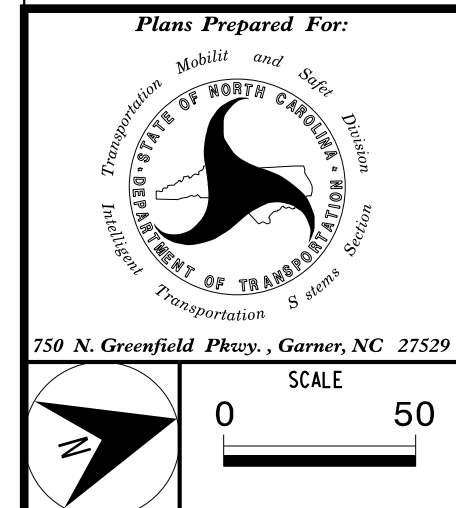 Plans Prepared For:
Transportation Mobilit and Safet Division
STATE OF NORTH CAROLINA
DEPARTMENT OF TRANSPORTATION
Intelligent Transportation S stems Section
750 N. Greenfield Pkwy. , Garner, NC 27529
SCALE
0 50
N